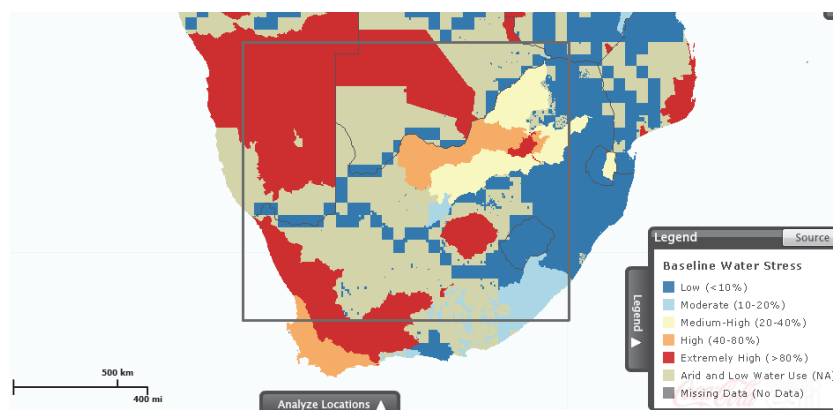 Legend
Source
Baseline Water Stress
Low (<10%)
Moderate (10-20%)
Medium-High (20-40%)
High (40-80%)
Extremely High (>80%)
Arid and Low Water Use (NA)
Missing Data (No Data)
Legend
500 km
400 mi
Analyze Locations